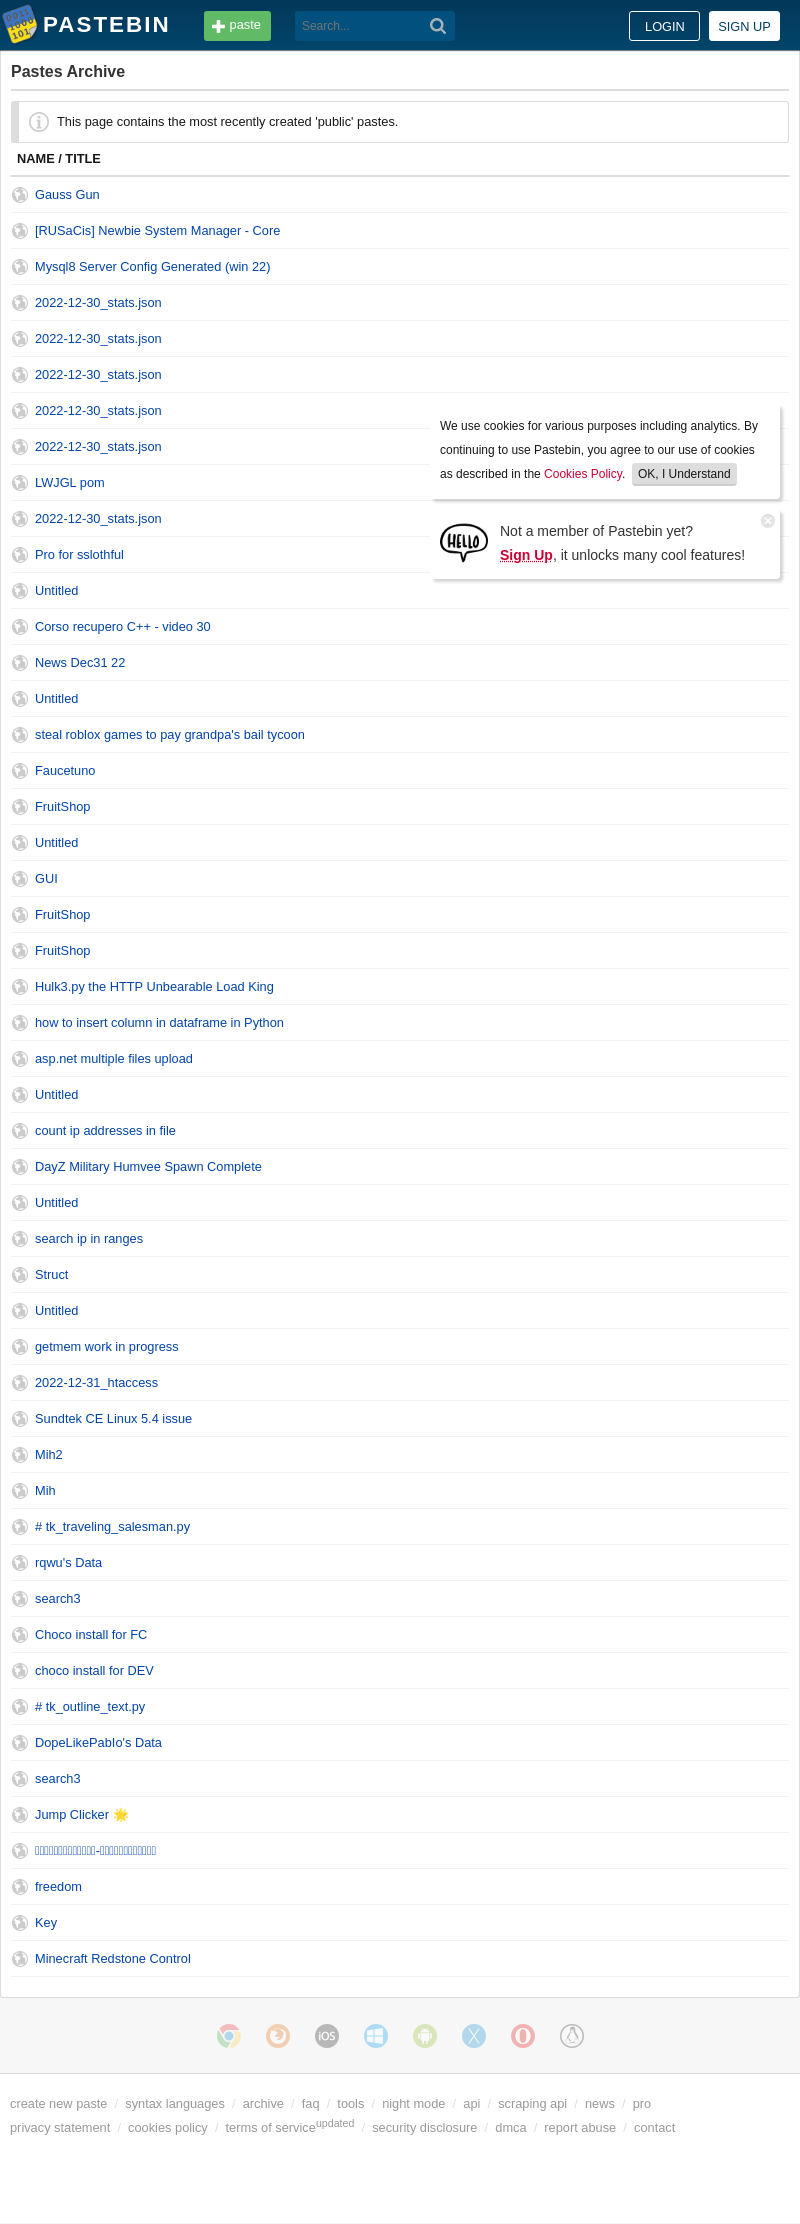 PASTEBIN
paste
Search...
LOGIN
SIGN UP
Pastes Archive
This page contains the most recently created 'public' pastes.
NAME / TITLE
Gauss Gun
[RUSaCis] Newbie System Manager - Core
Mysql8 Server Config Generated (win 22)
2022-12-30_stats.json
2022-12-30_stats.json
2022-12-30_stats.json
2022-12-30_stats.json
2022-12-30_stats.json
LWJGL pom
2022-12-30_stats.json
Pro for sslothful
We use cookies for various purposes including analytics. By
continuing to use Pastebin, you agree to our use of cookies
as described in the Cookies Policy. OK, I Understand
HELLO
Not a member of Pastebin yet?
Sign Up, it unlocks many cool features!
Untitled
Corso recupero C++ - video 30
News Dec31 22
Untitled
steal roblox games to pay grandpa's bail tycoon
Faucetuno
FruitShop
Untitled
GUI
FruitShop
FruitShop
Hulk3.py the HTTP Unbearable Load King
how to insert column in dataframe in Python
asp.net multiple files upload
Untitled
count ip addresses in file
DayZ Military Humvee Spawn Complete
Untitled
search ip in ranges
Struct
Untitled
getmem work in progress
2022-12-31_htaccess
Sundtek CE Linux 5.4 issue
Mih2
Mih
# tk_traveling_salesman.py
rqwu's Data
search3
Choco install for FC
choco install for DEV
# tk_outline_text.py
DopeLikePablo's Data
search3
Jump Clicker 🌟
freedom
Key
Minecraft Redstone Control
iOS
create new paste / syntax languages / archive / faq / tools / night mode / api / scraping api / news / pro
privacy statement / cookies policy / terms of serviceupdated / security disclosure / dmca / report abuse / contact